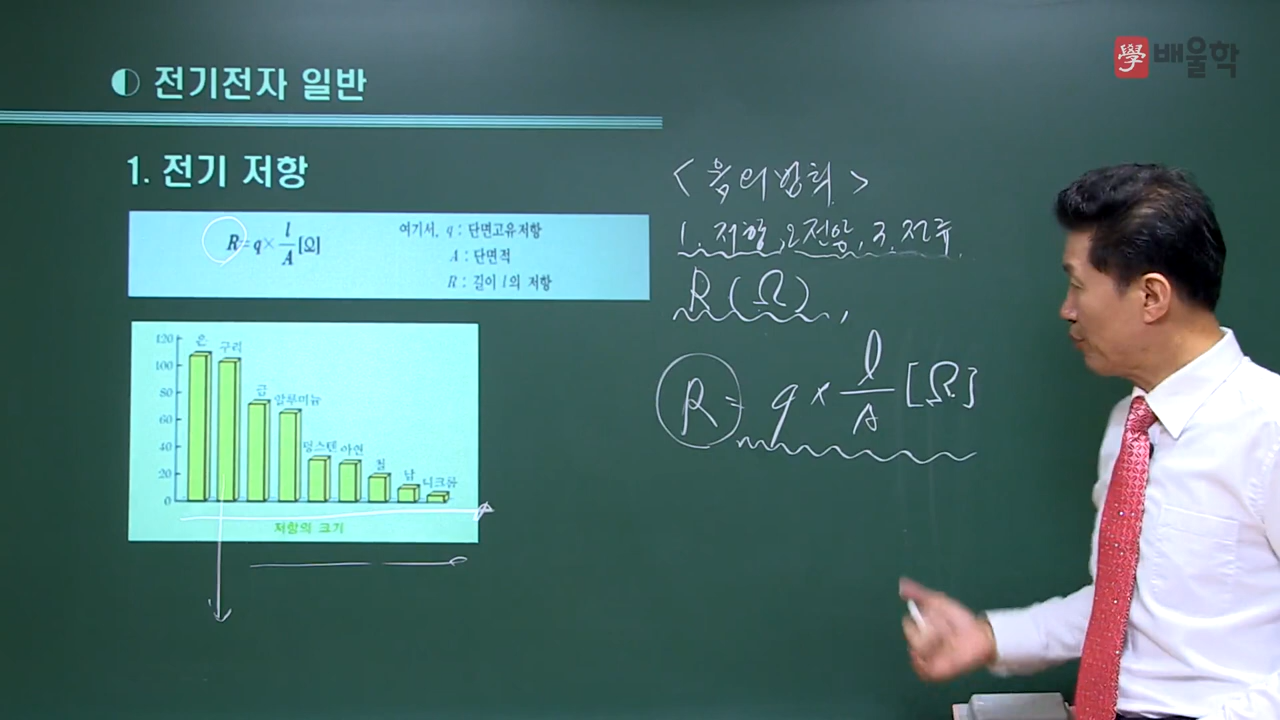 學 배울학
전기전자 일반
1. 전기 저항
R = q × l/A [Ω]
여기서, q : 단면고유저항
A : 단면적
R : 길이 l의 저항
120
100
80
60
40
20
0
은
구리
금
알루미늄
텅스텐
아연
철
납
니크롬
저항의 크기
<옴의 법칙>
1. 저항, 2. 전압, 3. 전류
R (Ω),
R = q × l/A [Ω]